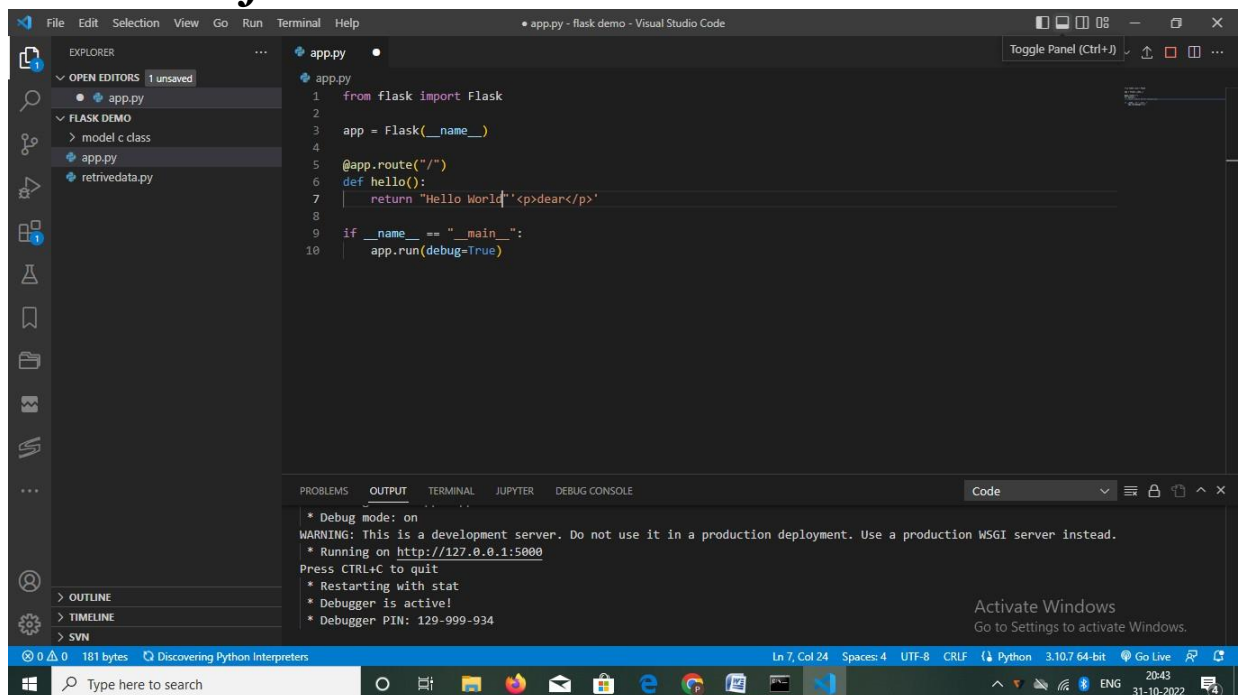 File Edit Selection View Go Run Terminal Help ● app.py - flask demo - Visual Studio Code
EXPLORER ··· app.py ● Toggle Panel (Ctrl+J)
OPEN EDITORS 1 unsaved
● app.py
FLASK DEMO
> model c class
app.py
retrivedata.py
app.py
1 from flask import Flask
2
3 app = Flask(__name__)
4
5 @app.route("/")
6 def hello():
7 return "Hello World"'<p>dear</p>'
8
9 if __name__ == "__main__":
10 app.run(debug=True)
PROBLEMS OUTPUT TERMINAL JUPYTER DEBUG CONSOLE Code
* Debug mode: on
WARNING: This is a development server. Do not use it in a production deployment. Use a production WSGI server instead.
* Running on http://127.0.0.1:5000
Press CTRL+C to quit
* Restarting with stat
* Debugger is active!
* Debugger PIN: 129-999-934
> OUTLINE
> TIMELINE
> SVN
Activate Windows
Go to Settings to activate Windows.
0 0 181 bytes Discovering Python Interpreters Ln 7, Col 24 Spaces: 4 UTF-8 CRLF Python 3.10.7 64-bit Go Live
Type here to search ENG 20:43
31-10-2022 4